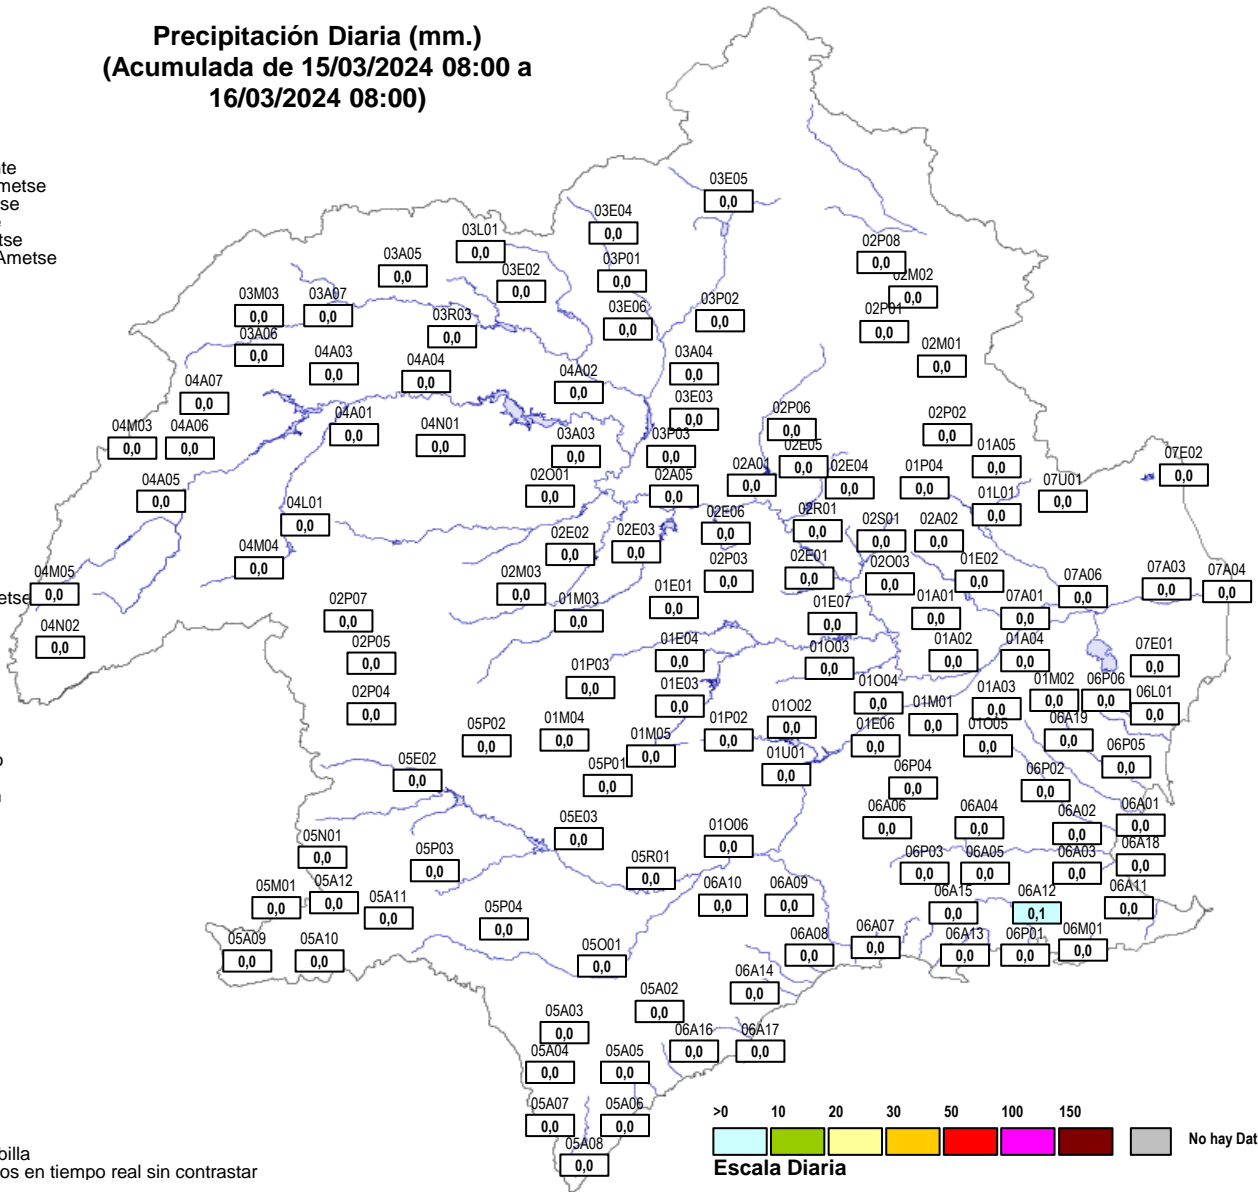 Precipitación Diaria (mm.)
(Acumulada de 15/03/2024 08:00 a
16/03/2024 08:00)
03E05
0,0
03E04
0,0
03L01
0,0
03A05
0,0
03P01
0,0
03E02
0,0
02P08
0,0
02M02
0,0
03M03
0,0
03A07
0,0
03R03
0,0
03E06
0,0
03P02
0,0
02P01
0,0
03A06
0,0
04A03
0,0
04A04
0,0
04A02
0,0
03A04
0,0
02M01
0,0
04A07
0,0
03E03
0,0
04M03
0,0
04A06
0,0
04A01
0,0
04N01
0,0
03A03
0,0
03P03
0,0
02P06
0,0
02P02
0,0
02E05
0,0
01A05
0,0
07E02
0,0
04A05
0,0
02O01
0,0
02A05
0,0
02A01
0,0
02E04
0,0
01P04
0,0
07U01
0,0
01L01
0,0
04L01
0,0
02E06
0,0
02R01
0,0
02S01
0,0
02A02
0,0
04M04
0,0
02E02
0,0
02E03
0,0
02P03
0,0
02E01
0,0
02O03
0,0
01E02
0,0
04M05
0,0
02M03
0,0
01E01
0,0
07A06
0,0
07A03
0,0
07A04
0,0
02P07
0,0
01M03
0,0
01E07
0,0
01A01
0,0
07A01
0,0
04N02
0,0
02P05
0,0
01E04
0,0
01O03
0,0
01A02
0,0
01A04
0,0
07E01
0,0
01P03
0,0
02P04
0,0
01E03
0,0
01O04
0,0
01A03
0,0
01M02
0,0
06P06
0,0
06L01
0,0
05P02
0,0
01M04
0,0
01P02
0,0
01O02
0,0
01M01
0,0
01M05
0,0
01E06
0,0
01O05
0,0
06A19
0,0
05E02
0,0
05P01
0,0
01U01
0,0
06P04
0,0
06P02
0,0
06P05
0,0
05E03
0,0
01O06
0,0
06A06
0,0
06A04
0,0
06A02
0,0
06A01
0,0
05N01
0,0
05P03
0,0
05R01
0,0
06P03
0,0
06A05
0,0
06A03
0,0
06A18
0,0
05M01
0,0
05A12
0,0
05A11
0,0
06A10
0,0
06A09
0,0
06A15
0,0
06A12
0,1
06A11
0,0
05P04
0,0
05A09
0,0
05A10
0,0
05O01
0,0
06A08
0,0
06A07
0,0
06A13
0,0
06P01
0,0
06M01
0,0
06A14
0,0
05A02
0,0
05A03
0,0
06A16
0,0
06A17
0,0
05A04
0,0
05A05
0,0
05A07
0,0
05A06
0,0
05A08
0,0
>0 10 20 30 50 100 150
No hay Dat
Escala Diaria
nte
metse
se
tse
Ametse
etse
billa
os en tiempo real sin contrastar